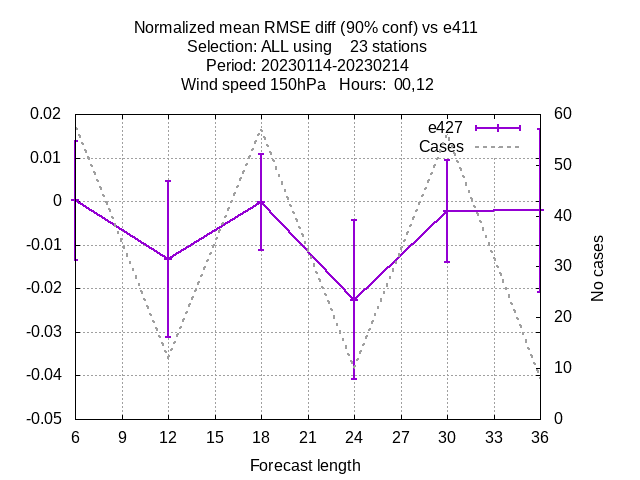 Normalized mean RMSE diff (90% conf) vs e411
Selection: ALL using    23 stations
Period: 20230114-20230214
Wind speed 150hPa   Hours:  00,12
0.02
0.01
0
-0.01
-0.02
-0.03
-0.04
-0.05
e427
Cases
60
50
40
30
20
10
0
No cases
6 9 12 15 18 21 24 27 30 33 36
Forecast length